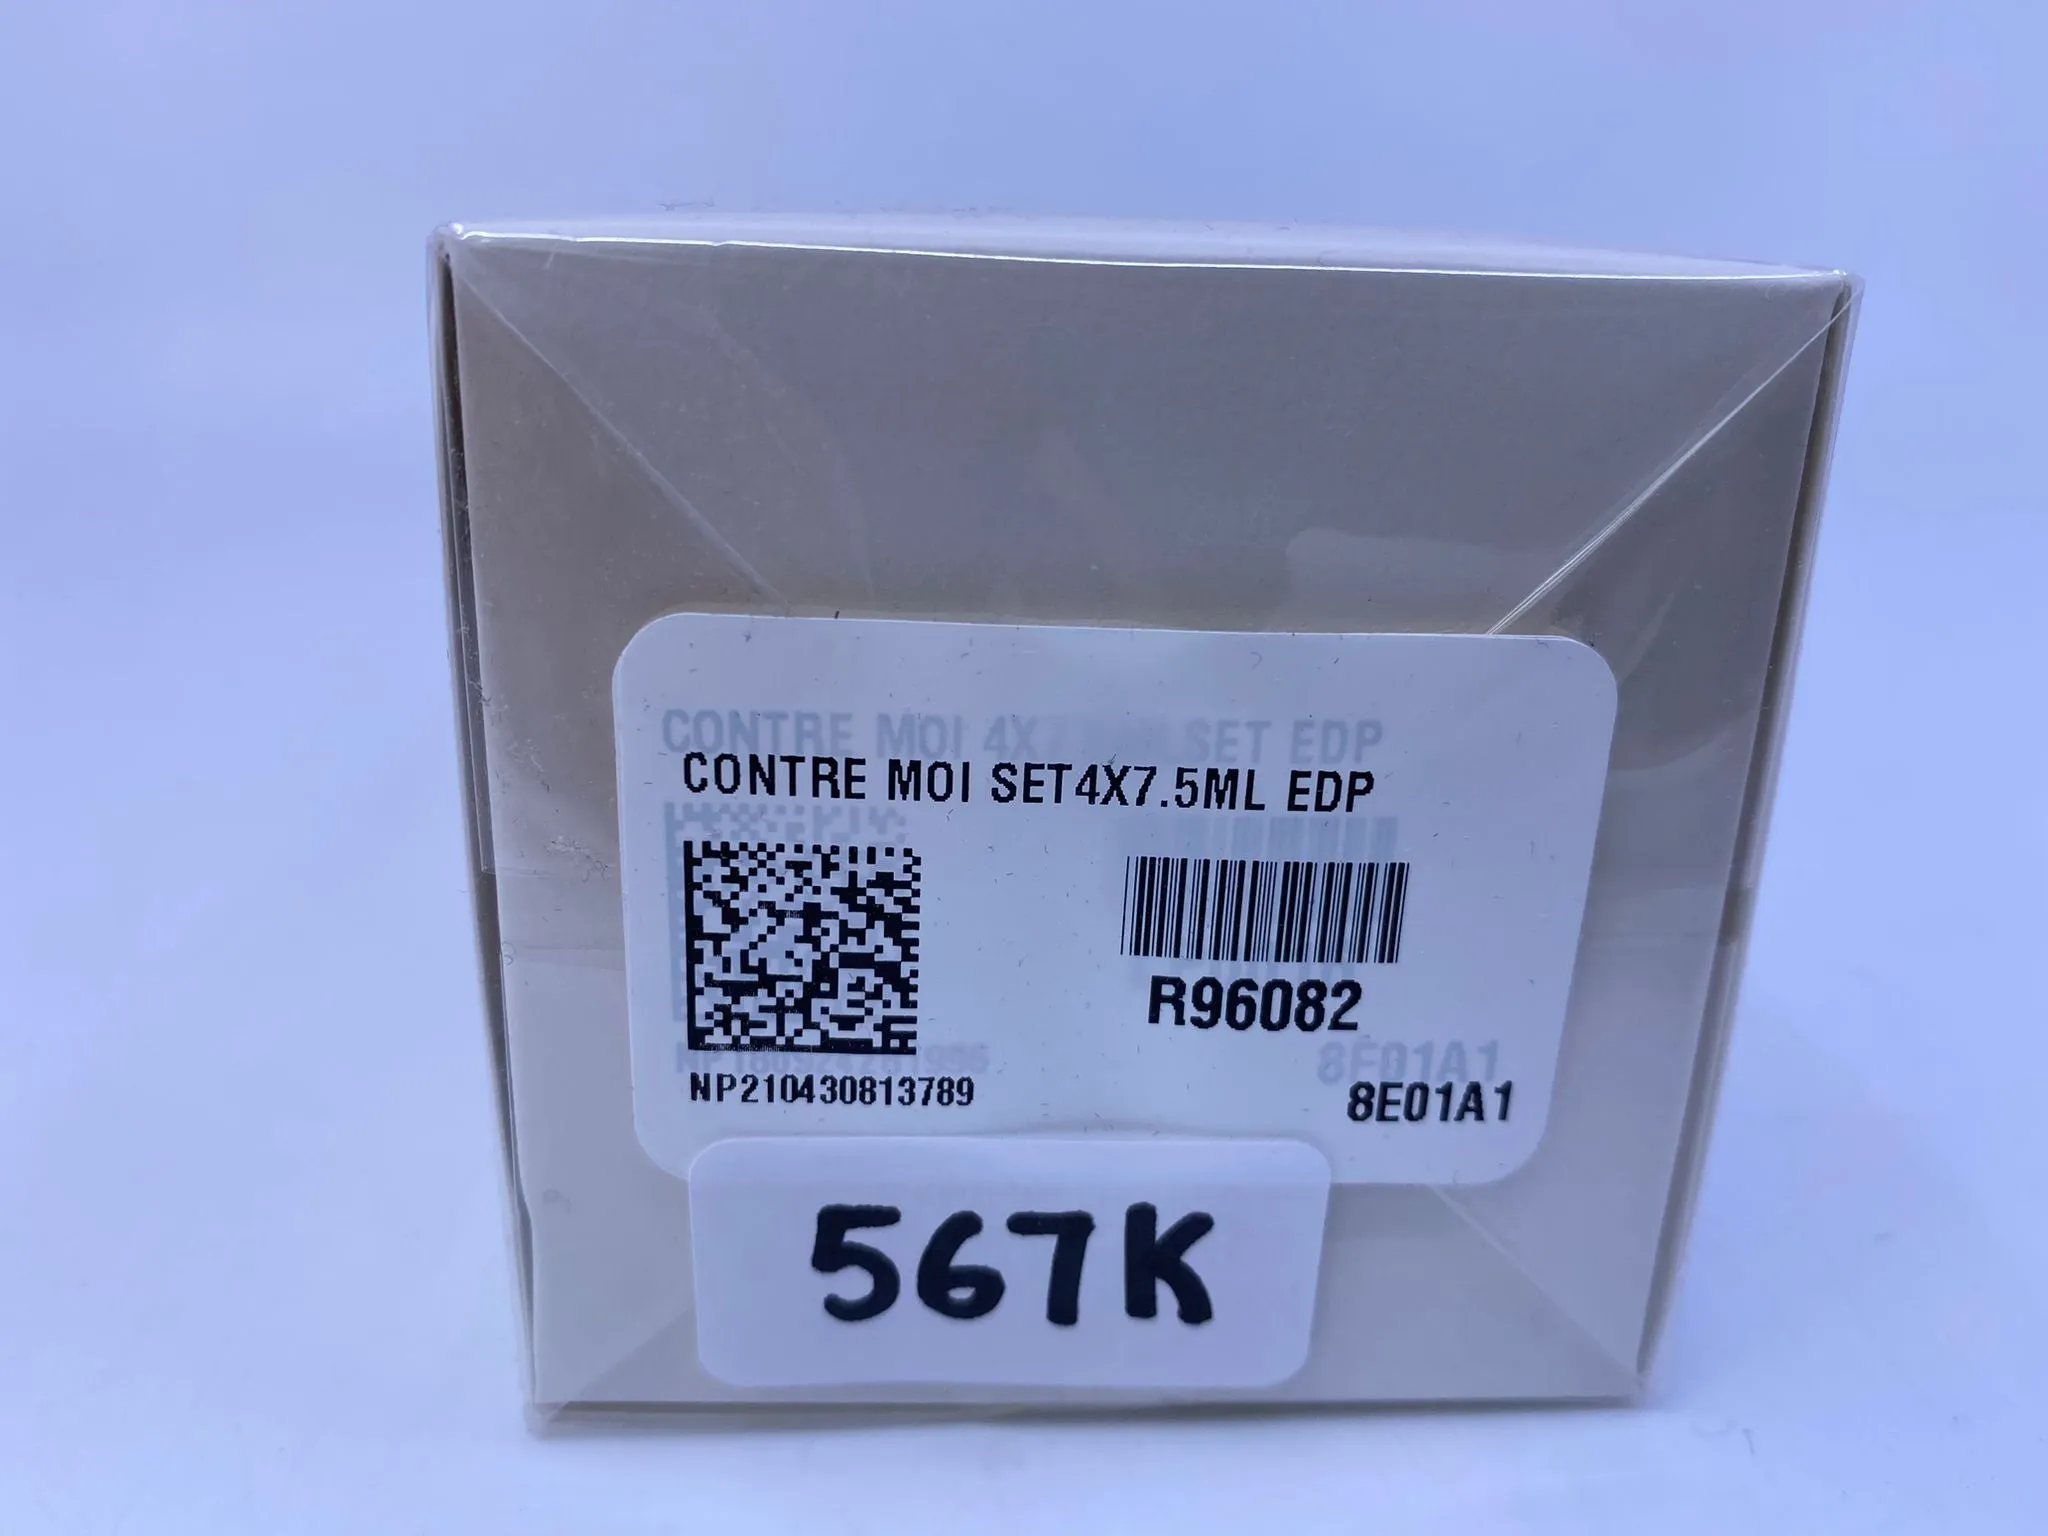 CONTRE MOI SET4X7.5ML EDP
R96082
NP210430813789
8E01A1
567K